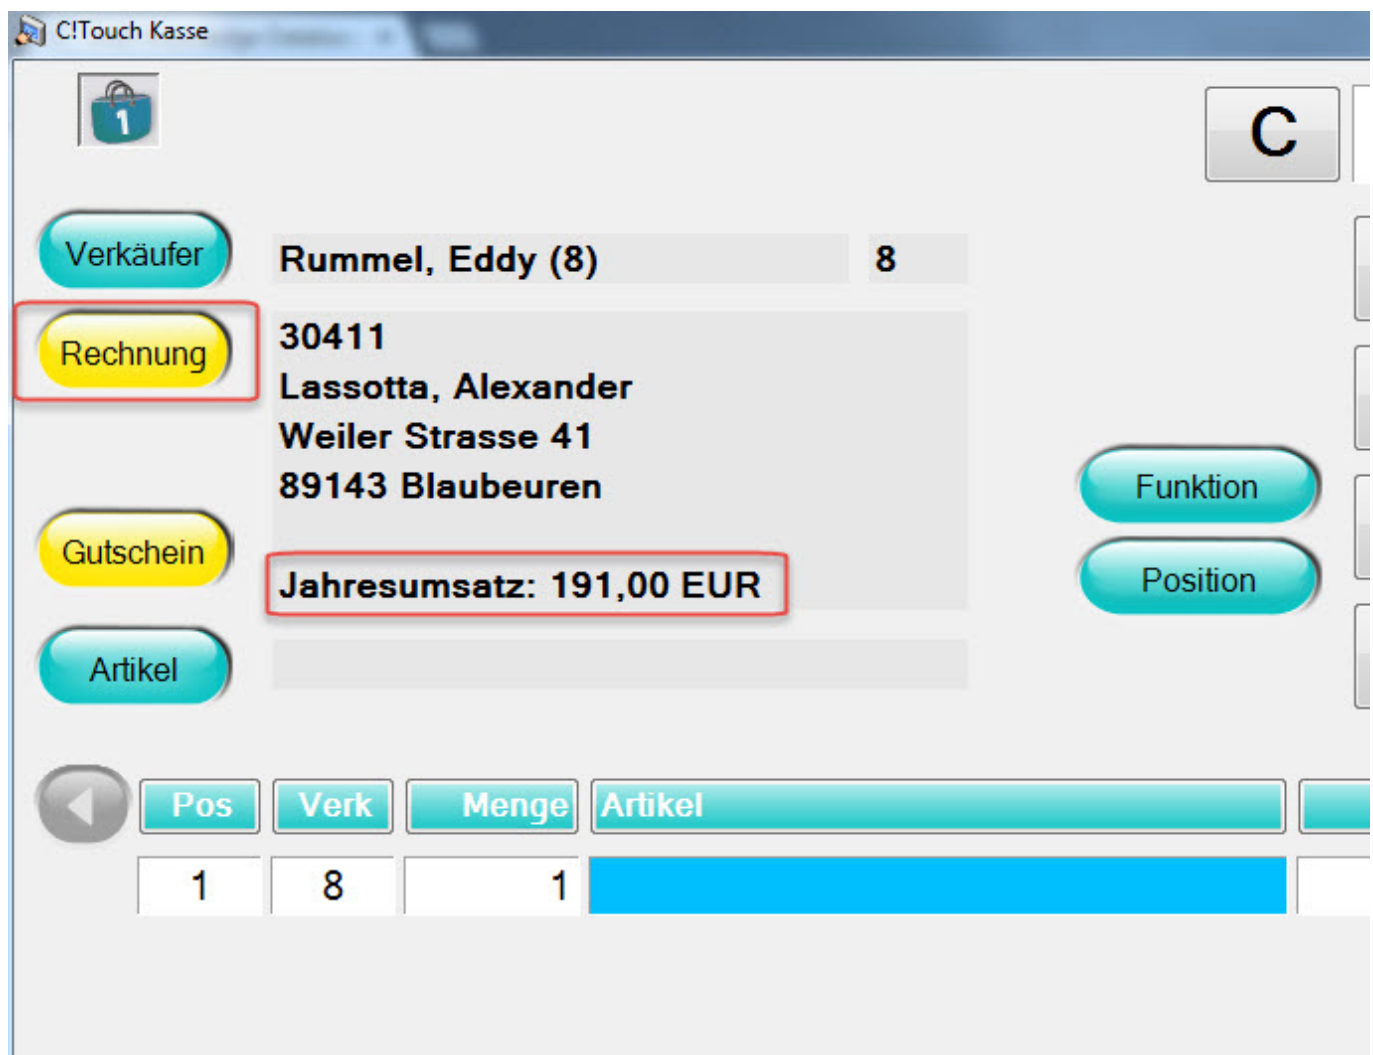 C!Touch Kasse
1
C
Verkäufer
Rummel, Eddy (8)
8
Rechnung
30411
Lassotta, Alexander
Weiler Strasse 41
89143 Blaubeuren
Funktion
Gutschein
Jahresumsatz: 191,00 EUR
Position
Artikel
Pos Verk Menge Artikel
1 8 1